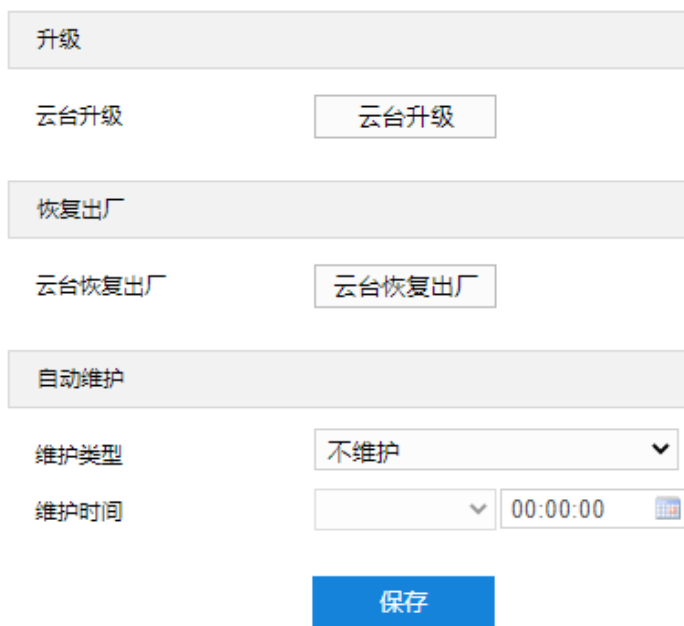 升级
云台升级 云台升级
恢复出厂
云台恢复出厂 云台恢复出厂
自动维护
维护类型 不维护
维护时间 00:00:00
保存